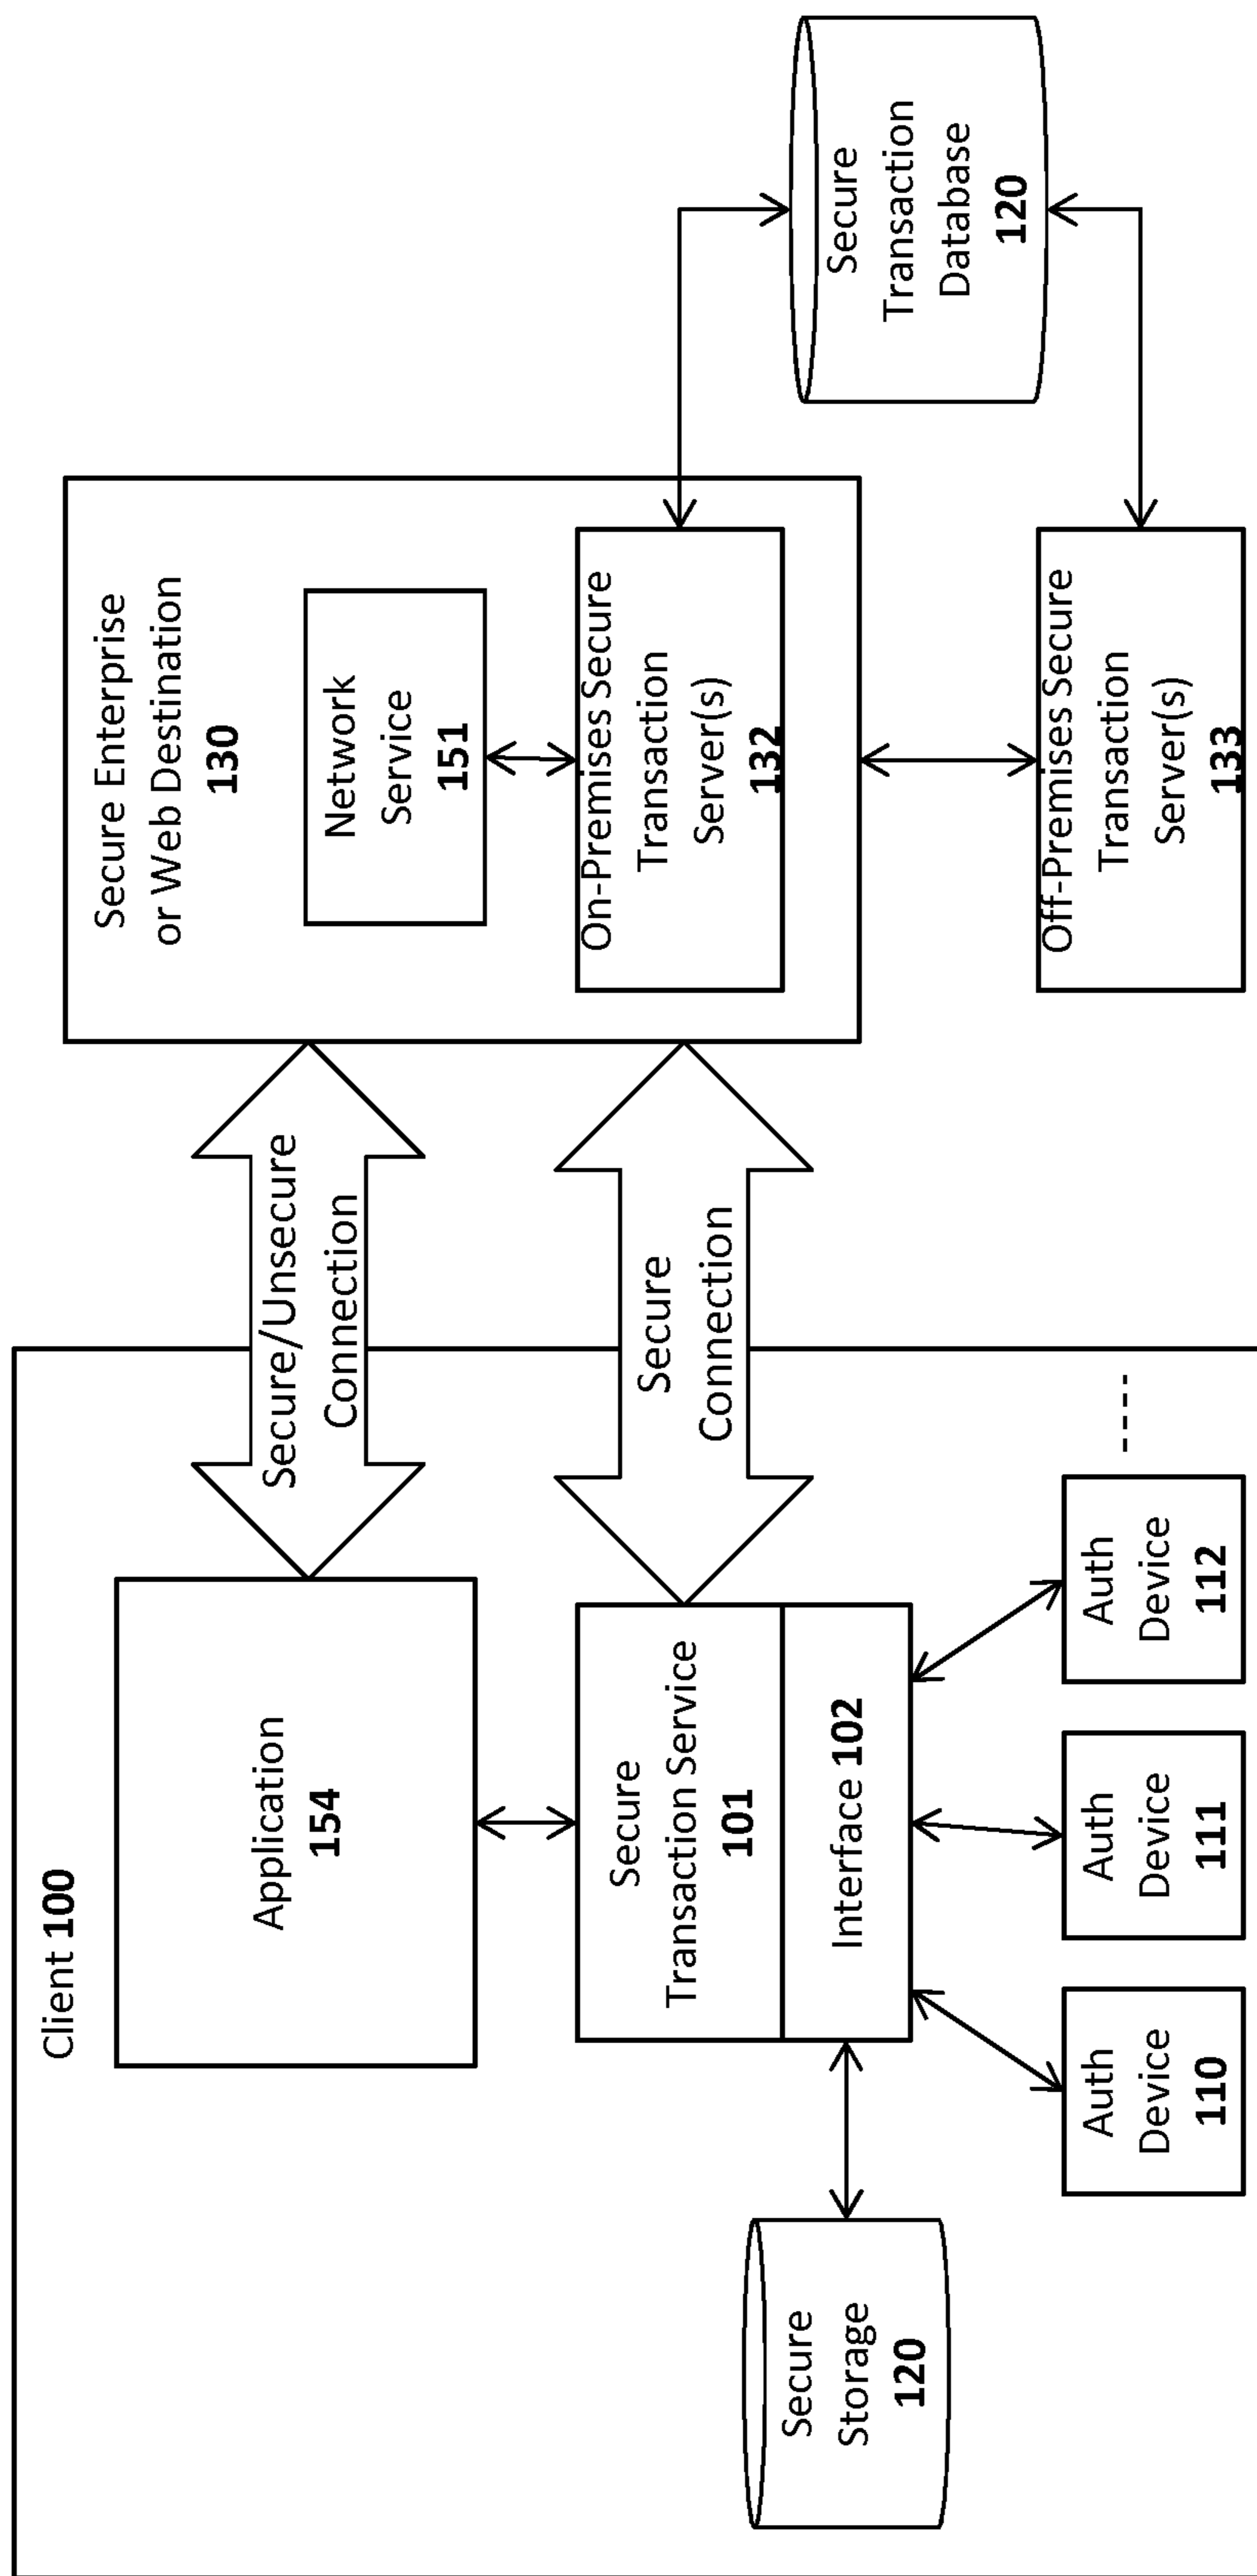 Client 100
Application
154
Secure
Transaction Service
101
Interface 102
Secure
Storage
120
Auth
Device
110
Auth
Device
111
Auth
Device
112
Secure/Unsecure
Connection
Secure
Connection
Secure Enterprise
or Web Destination
130
Network
Service
151
On-Premises Secure
Transaction
Server(s)
132
Off-Premises Secure
Transaction
Server(s)
133
Secure
Transaction
Database
120